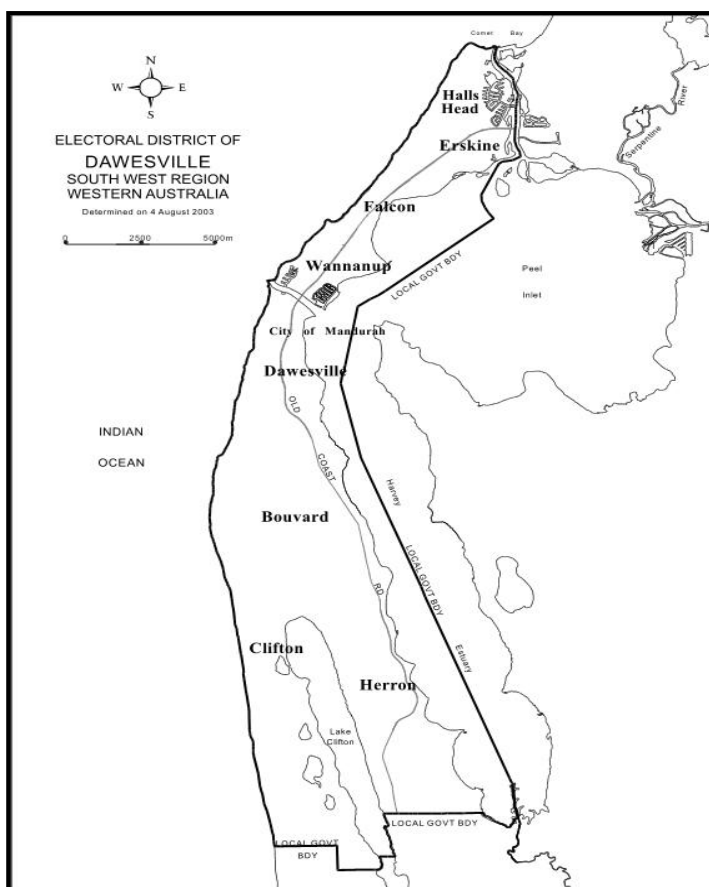 Comet Bay
N
W E
S
ELECTORAL DISTRICT OF
DAWESVILLE
SOUTH WEST REGION
WESTERN AUSTRALIA
Determined on 4 August 2003
0 2500 5000m
Halls
Head
Erskine
Serpentine River
Falcon
LOCAL GOVT BDY
Wannanup
Peel
Inlet
City of Mandurah
Dawesville
OLD COAST RD
INDIAN
OCEAN
Harvey Estuary
Bouvard
LOCAL GOVT BDY
Clifton
Herron
Lake
Clifton
LOCAL GOVT BDY
LOCAL GOVT
BDY